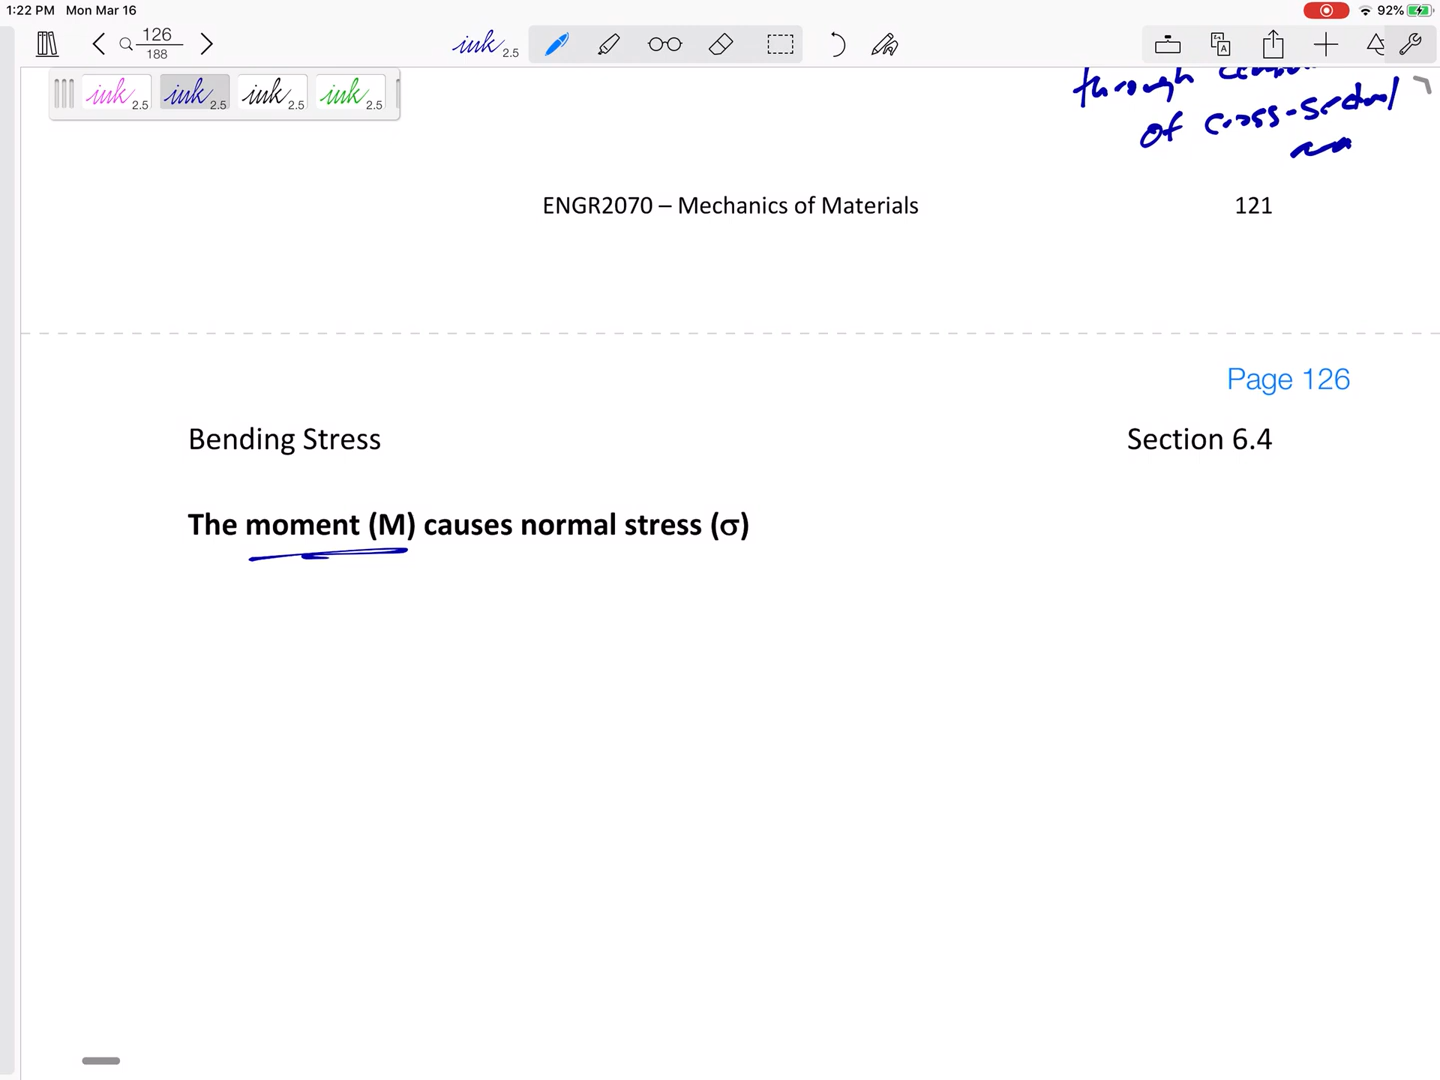 1:22 PM Mon Mar 16
92%
126
188
ink 2.5
ink 2.5
ink 2.5
ink 2.5
ink 2.5
through
of cross-sectional
ENGR2070 – Mechanics of Materials 121
Page 126
Bending Stress Section 6.4
The moment (M) causes normal stress (σ)